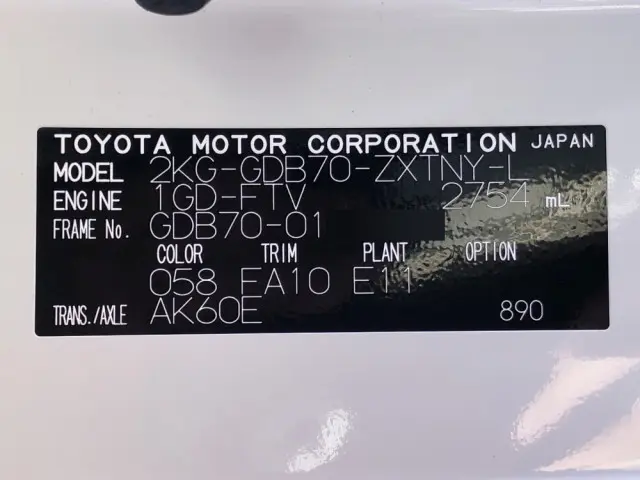 TOYOTA MOTOR CORPORATION JAPAN
MODEL 2KG-GDB70-ZXTNY-L
ENGINE 1GD-FTV 2754 mL
FRAME No. GDB70-01
COLOR TRIM PLANT OPTION
058 FA10 E11
TRANS./AXLE AK60E 890